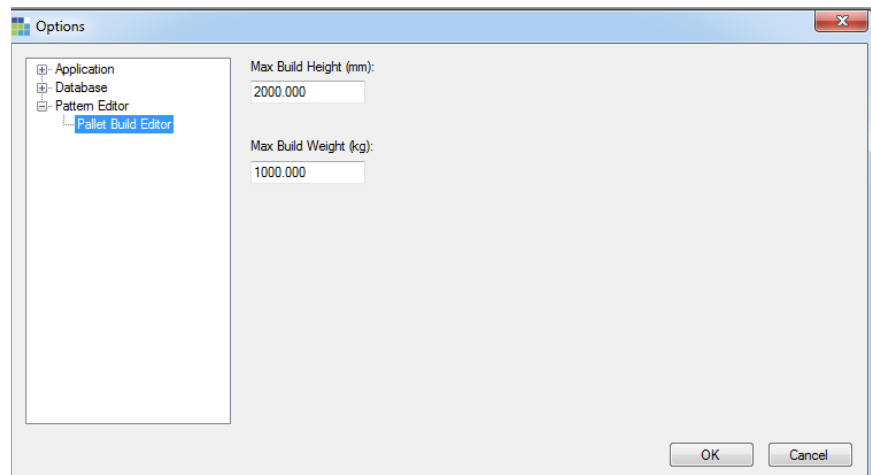 Options
Application
Database
Pattern Editor
Pallet Build Editor
Max Build Height (mm):
2000.000
Max Build Weight (kg):
1000.000
OK
Cancel